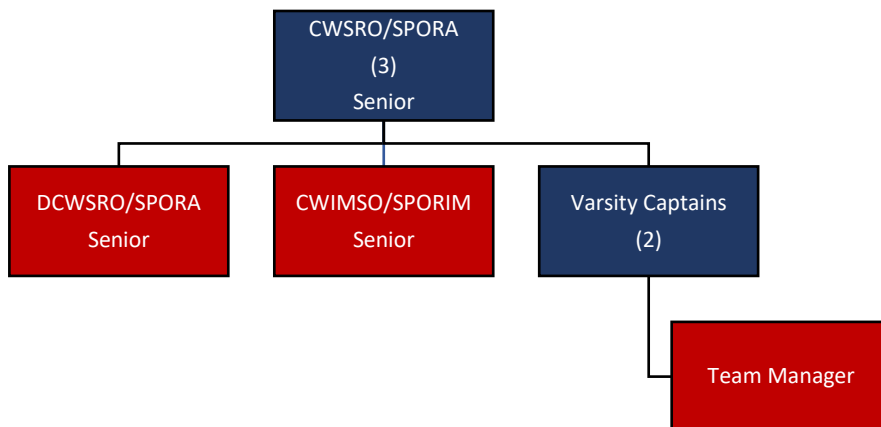 CWSRO/SPORA
(3)
Senior
DCWSRO/SPORA
Senior
CWIMSO/SPORIM
Senior
Varsity Captains
(2)
Team Manager